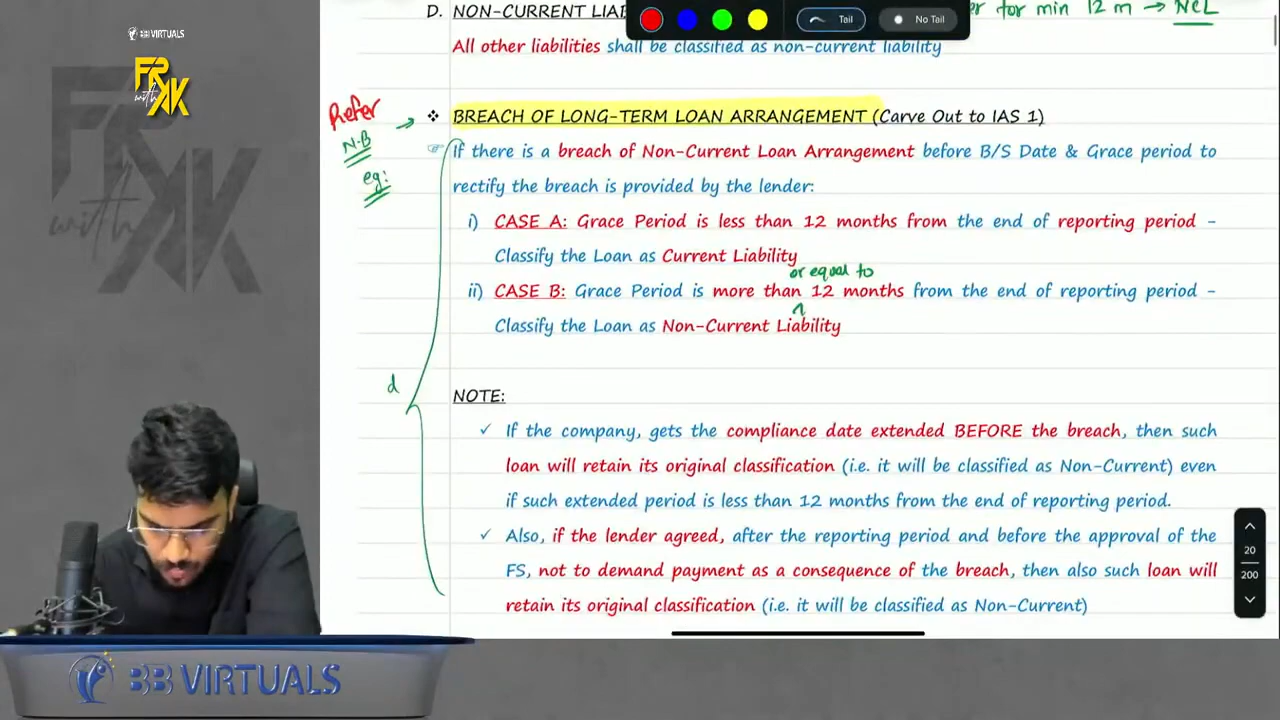 BB VIRTUALS
FR
with
AK
FR
with
AK
D. NON-CURRENT LIAB
for min 12 m → NCL
Tail
No Tail
All other liabilities shall be classified as non-current liability
Refer
N.B
eg:
❖ BREACH OF LONG-TERM LOAN ARRANGEMENT (Carve Out to IAS 1)
If there is a breach of Non-Current Loan Arrangement before B/S Date & Grace period to
rectify the breach is provided by the lender:
i) CASE A: Grace Period is less than 12 months from the end of reporting period -
Classify the Loan as Current Liability
or equal to
ii) CASE B: Grace Period is more than 12 months from the end of reporting period -
Classify the Loan as Non-Current Liability
d
NOTE:
✓ If the company, gets the compliance date extended BEFORE the breach, then such
loan will retain its original classification (i.e. it will be classified as Non-Current) even
if such extended period is less than 12 months from the end of reporting period.
✓ Also, if the lender agreed, after the reporting period and before the approval of the
FS, not to demand payment as a consequence of the breach, then also such loan will
retain its original classification (i.e. it will be classified as Non-Current)
20
200
BB VIRTUALS